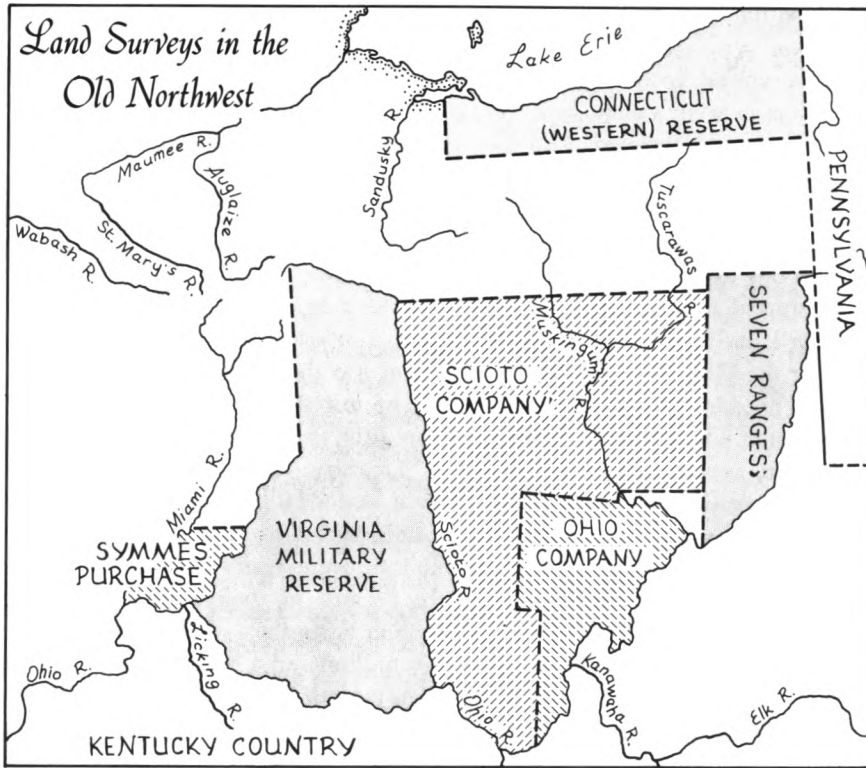 Land Surveys in the
Old Northwest
Lake Erie
CONNECTICUT
(WESTERN) RESERVE
PENNSYLVANIA
Maumee R.
Auglaize R.
Sandusky R.
Tuscarawas R.
Wabash R.
St. Mary's R.
Muskingum R.
SEVEN RANGES;
SCIOTO
COMPANY'
Miami R.
Scioto R.
VIRGINIA
MILITARY
RESERVE
OHIO
COMPANY
SYMMES
PURCHASE
Licking R.
Ohio R.
Ohio R.
Kanawaha R.
Elk R.
KENTUCKY COUNTRY